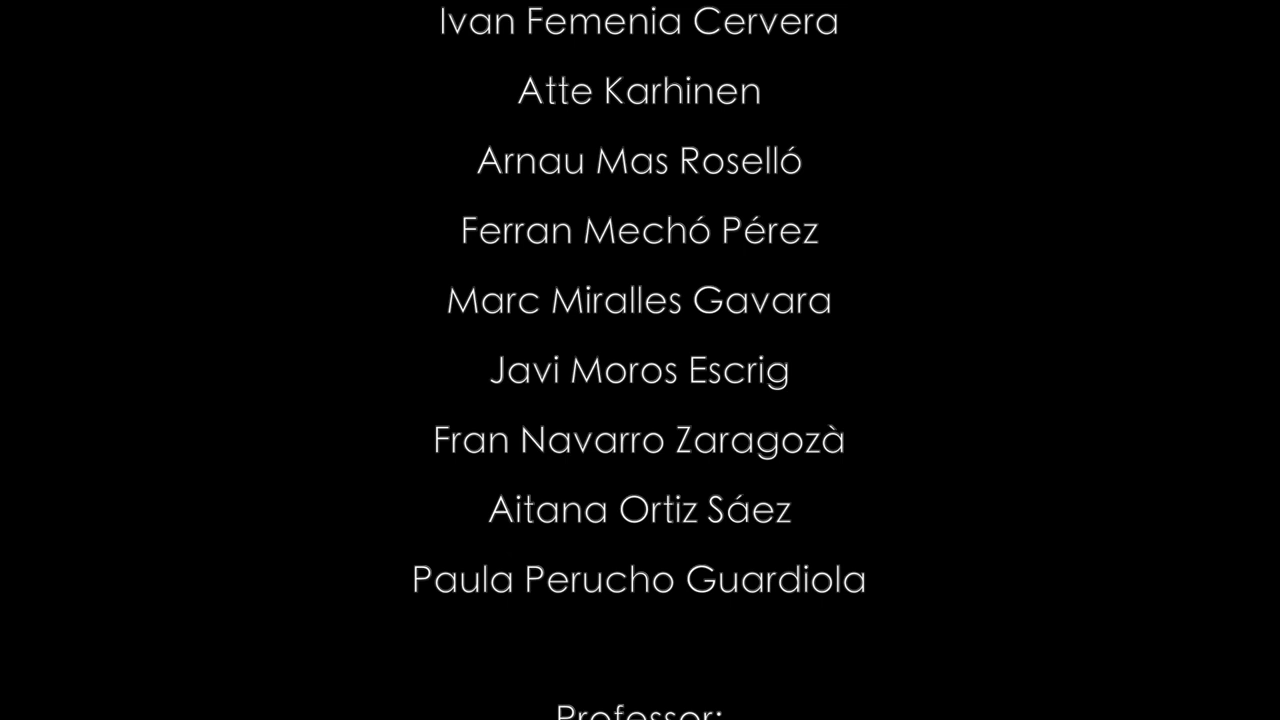 Ivan Femenia Cervera
Atte Karhinen
Arnau Mas Roselló
Ferran Mechó Pérez
Marc Miralles Gavara
Javi Moros Escrig
Fran Navarro Zaragozà
Aitana Ortiz Sáez
Paula Perucho Guardiola
Professor: